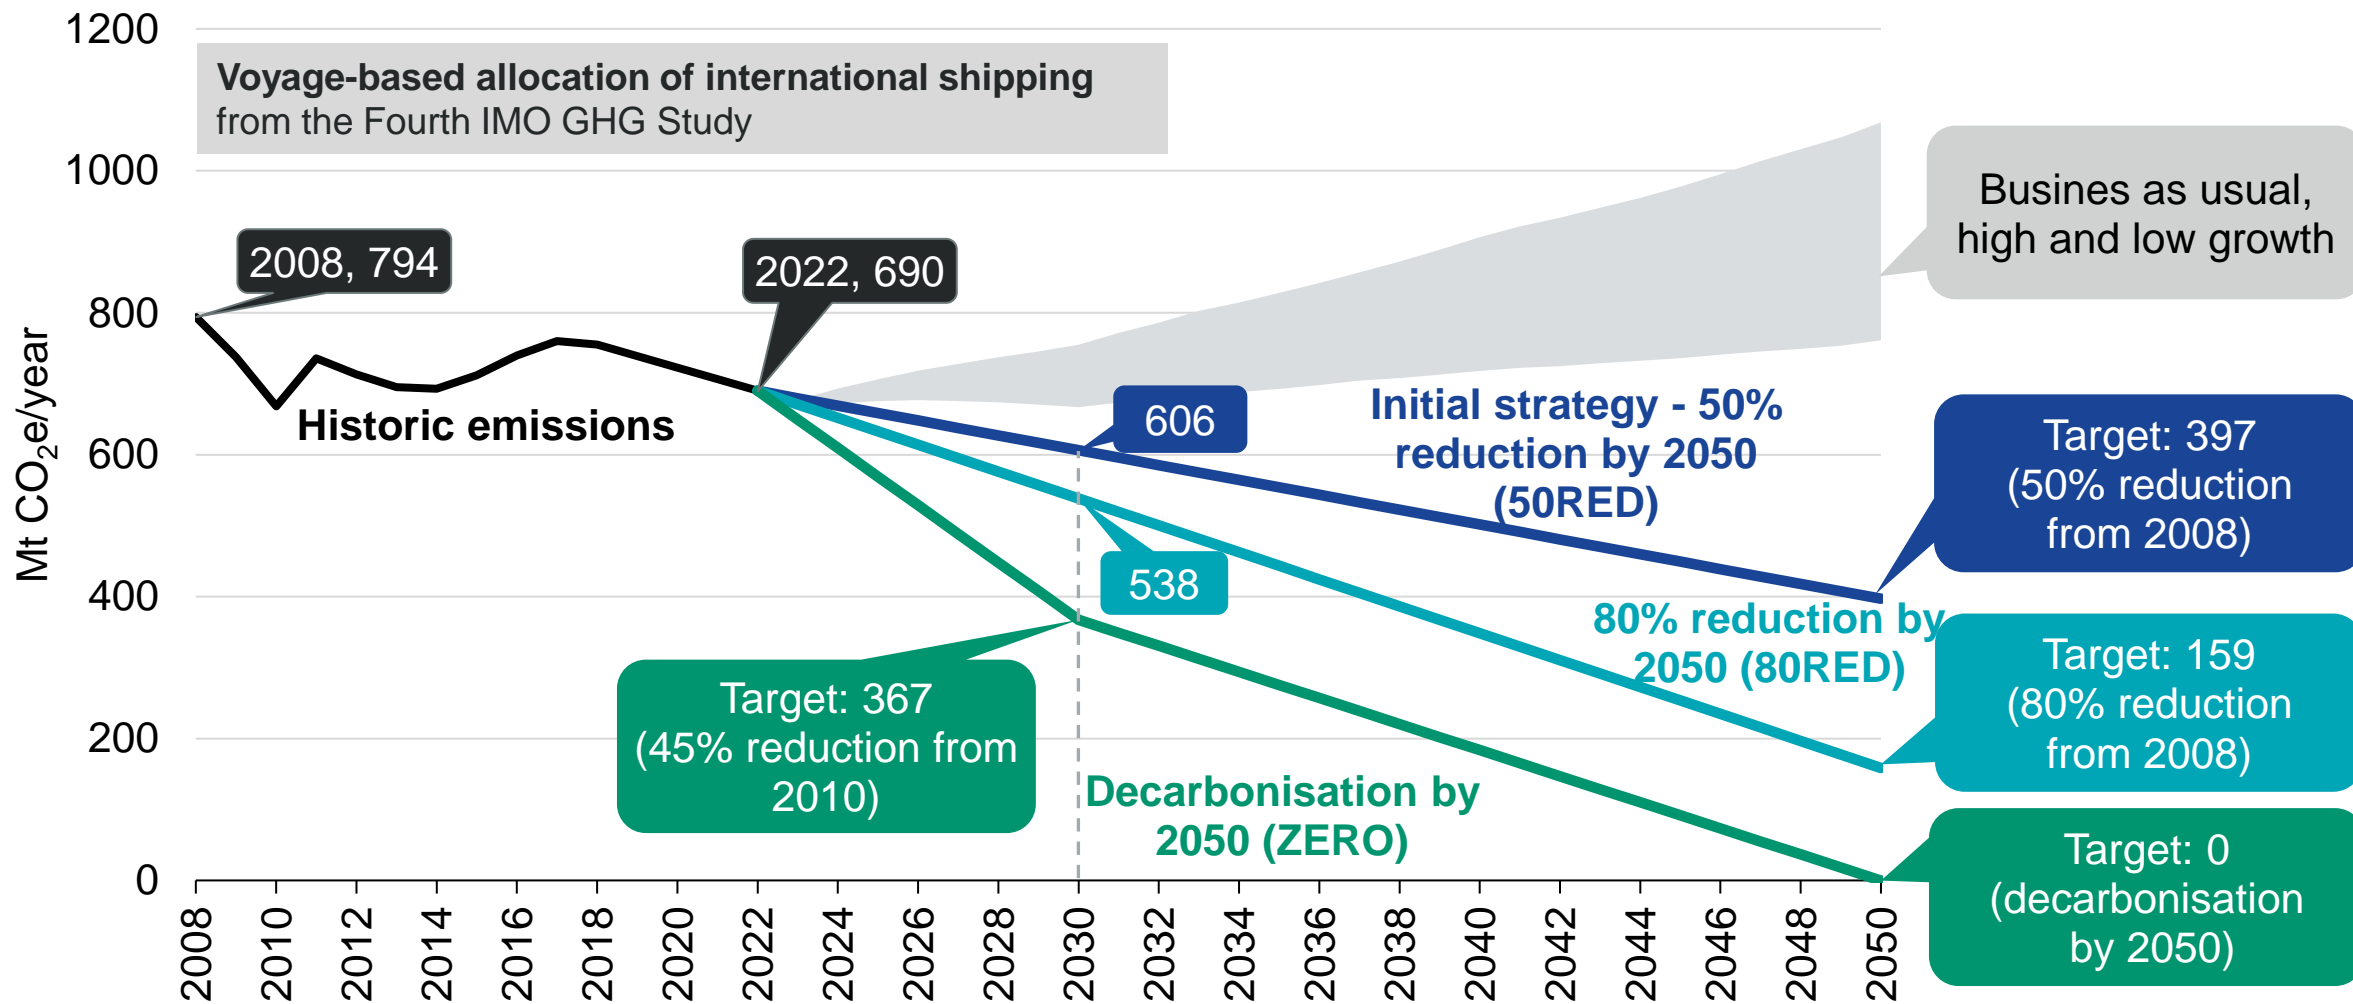 1200
1000
800
600
400
200
0
Mt CO₂e/year
Voyage-based allocation of international shipping
from the Fourth IMO GHG Study
2008, 794
2022, 690
Historic emissions
606
538
Initial strategy - 50%
reduction by 2050
(50RED)
80% reduction by
2050 (80RED)
Decarbonisation by
2050 (ZERO)
Target: 367
(45% reduction from
2010)
Busines as usual,
high and low growth
Target: 397
(50% reduction
from 2008)
Target: 159
(80% reduction
from 2008)
Target: 0
(decarbonisation
by 2050)
2008
2010
2012
2014
2016
2018
2020
2022
2024
2026
2028
2030
2032
2034
2036
2038
2040
2042
2044
2046
2048
2050